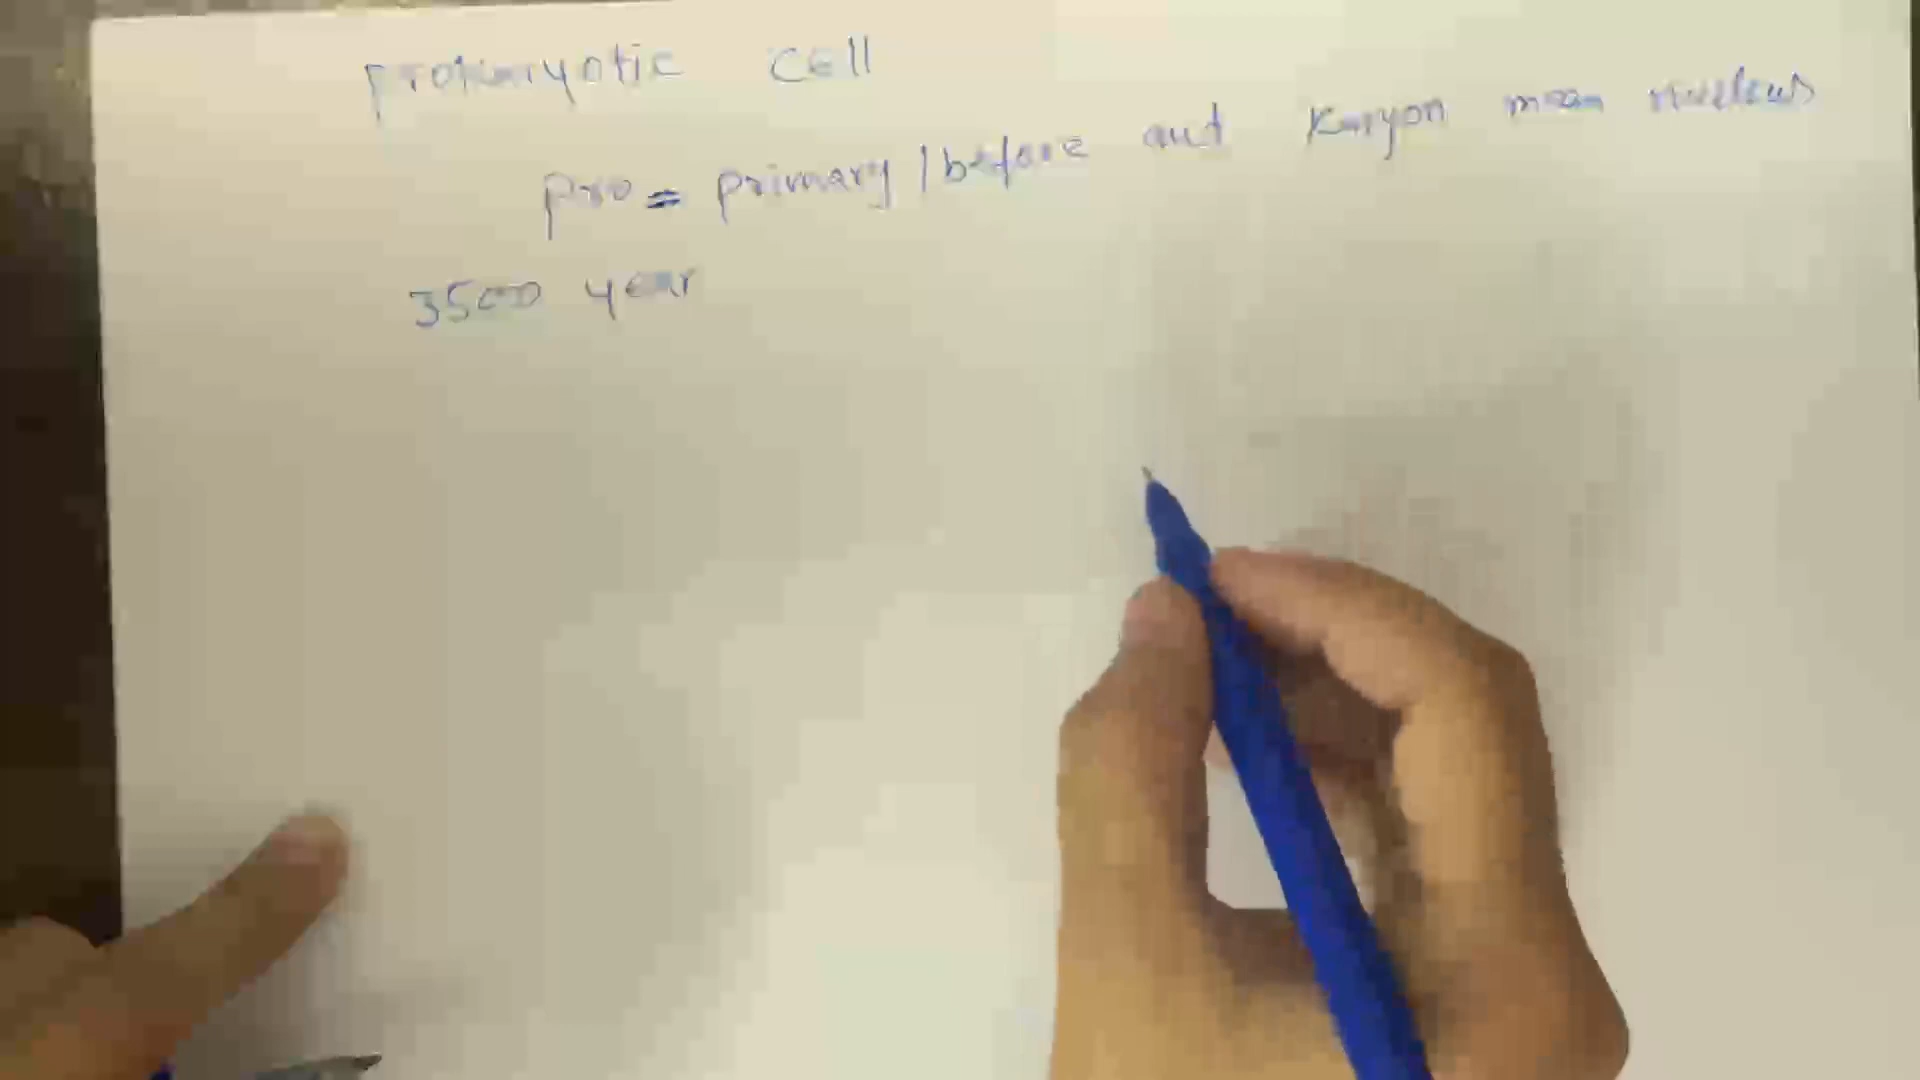 prokaryotic cell
pro = primary / before and Karyon mean nucleus
3500 year